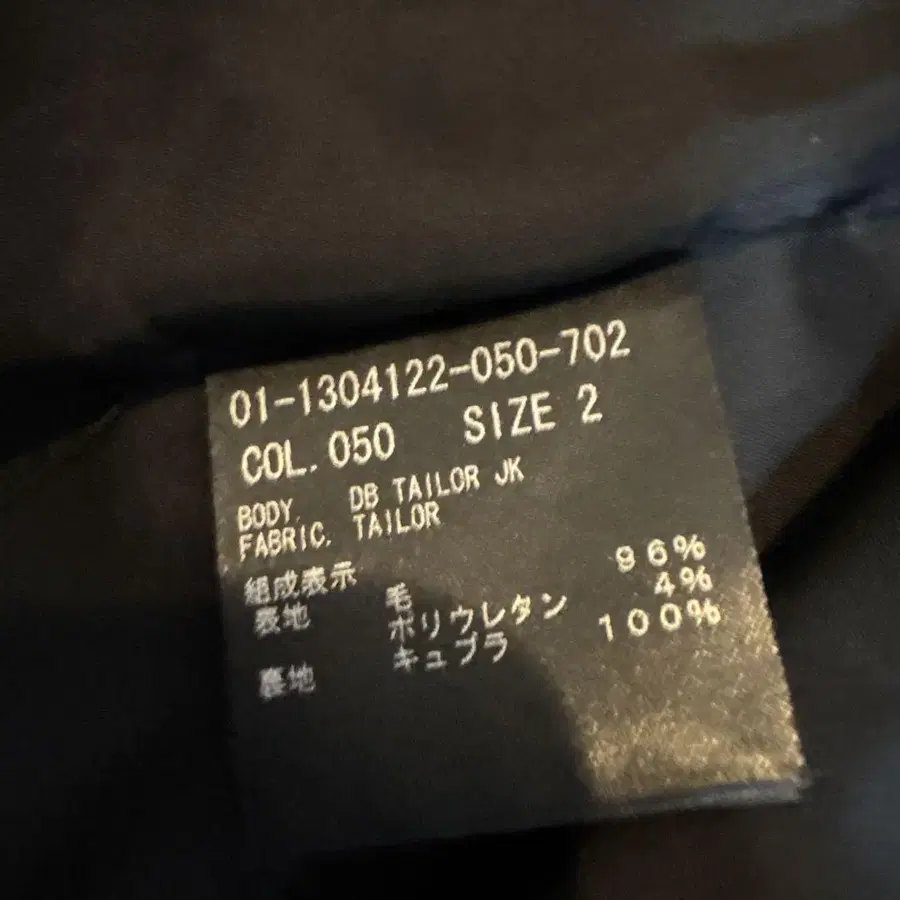 01-1304122-050-702
COL. 050 SIZE 2
BODY. DB TAILOR JK
FABRIC. TAILOR
組成表示
表地 毛 96%
ポリウレタン 4%
裏地 キュプラ 100%